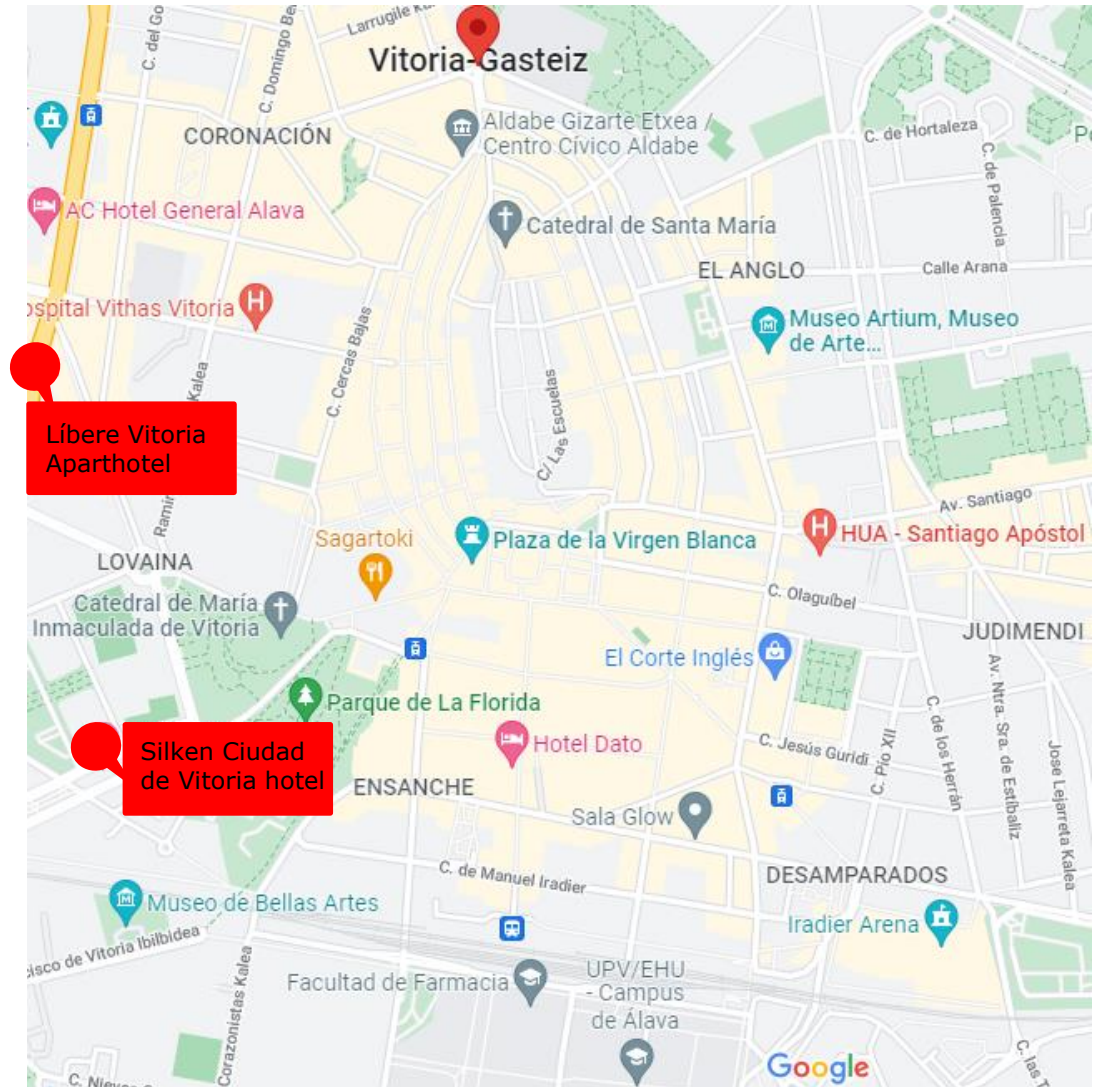 Larrugile
Vitoria-Gasteiz
C. del Go
C. Domingo Be
CORONACIÓN
Aldabe Gizarte Etxea /
Centro Cívico Aldabe
C. de Hortaleza
C. de Palencia
AC Hotel General Alava
Catedral de Santa María
EL ANGLO
Calle Arana
ospital Vithas Vitoria
H
Museo Artium, Museo
de Arte...
C. Cercas Bajas
Kalea
C/ Las Escuelas
Líbere Vitoria
Aparthotel
Av. Santiago
Sagartoki
Plaza de la Virgen Blanca
H
HUA - Santiago Apóstol
LOVAINA
C. Olaguíbel
Catedral de María
Inmaculada de Vitoria
JUDIMENDI
El Corte Inglés
Parque de La Florida
Av. Ntra. Sra. de Estíbaliz
C. de los Herrán
C. Pío XII
Jose Lejarreta Kalea
Silken Ciudad
de Vitoria hotel
Hotel Dato
C. Jesús Guridi
ENSANCHE
Sala Glow
C. de Manuel Iradier
DESAMPARADOS
Museo de Bellas Artes
Iradier Arena
isco de Vitoria Ibilbidea
Corazonistas Kalea
Facultad de Farmacia
UPV/EHU
- Campus
de Álava
Google
C. las